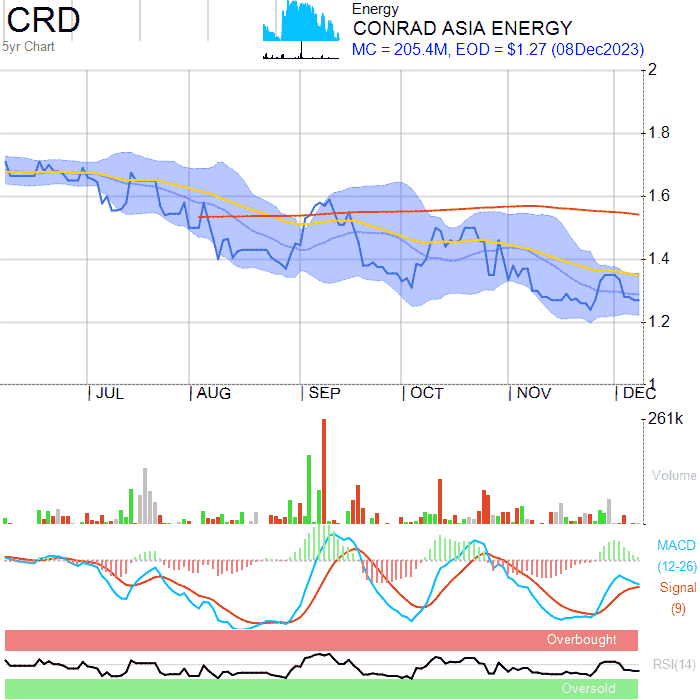 CRD
5yr Chart
Energy
CONRAD ASIA ENERGY
MC = 205.4M, EOD = $1.27 (08Dec2023)
2
1.8
1.6
1.4
1.2
1
JUL AUG SEP OCT NOV DEC
261k
Volume
MACD
(12-26)
Signal
(9)
Overbought
RSI(14)
Oversold